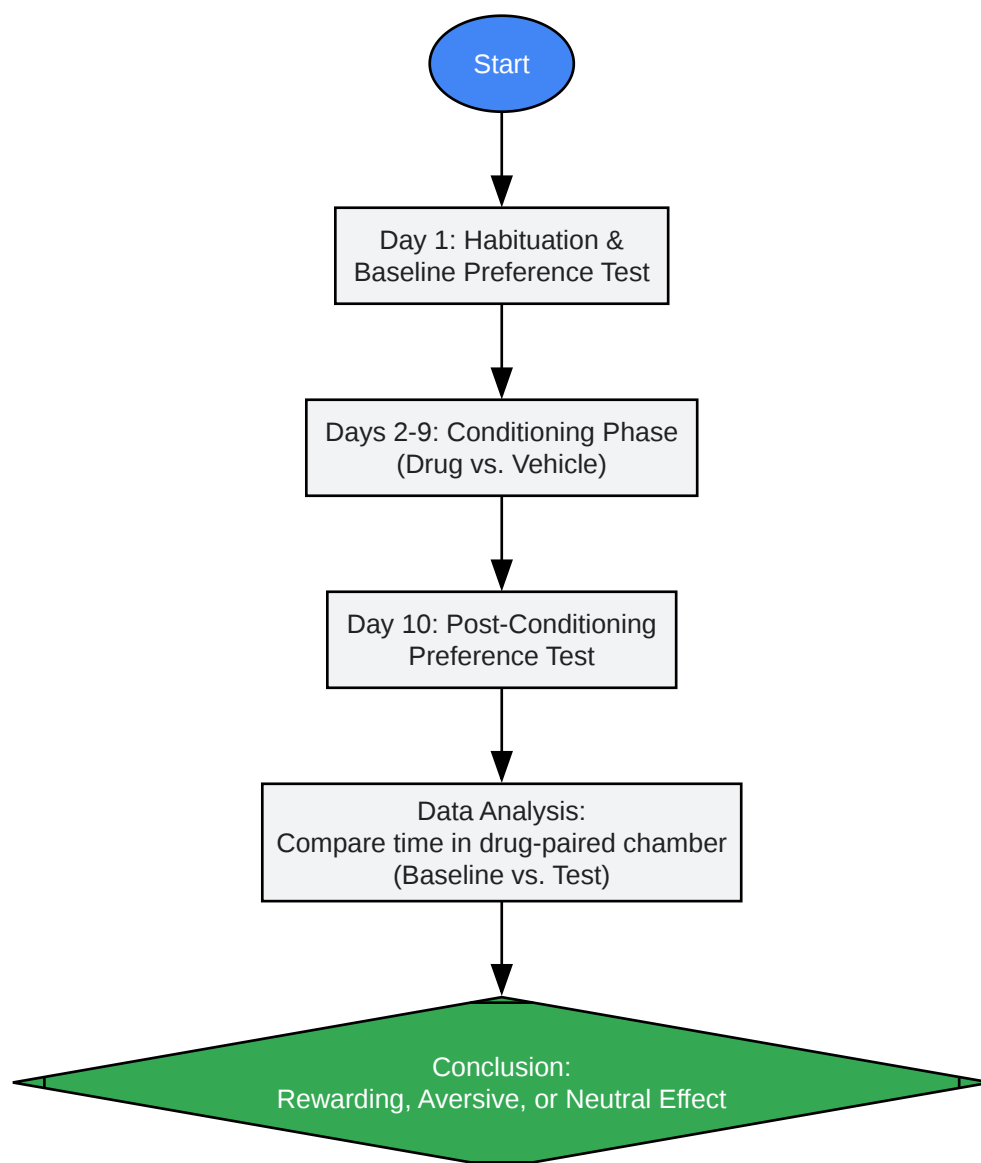 Start
Day 1: Habituation &
Baseline Preference Test
Days 2-9: Conditioning Phase
(Drug vs. Vehicle)
Day 10: Post-Conditioning
Preference Test
Data Analysis:
Compare time in drug-paired chamber
(Baseline vs. Test)
Conclusion:
Rewarding, Aversive, or Neutral Effect